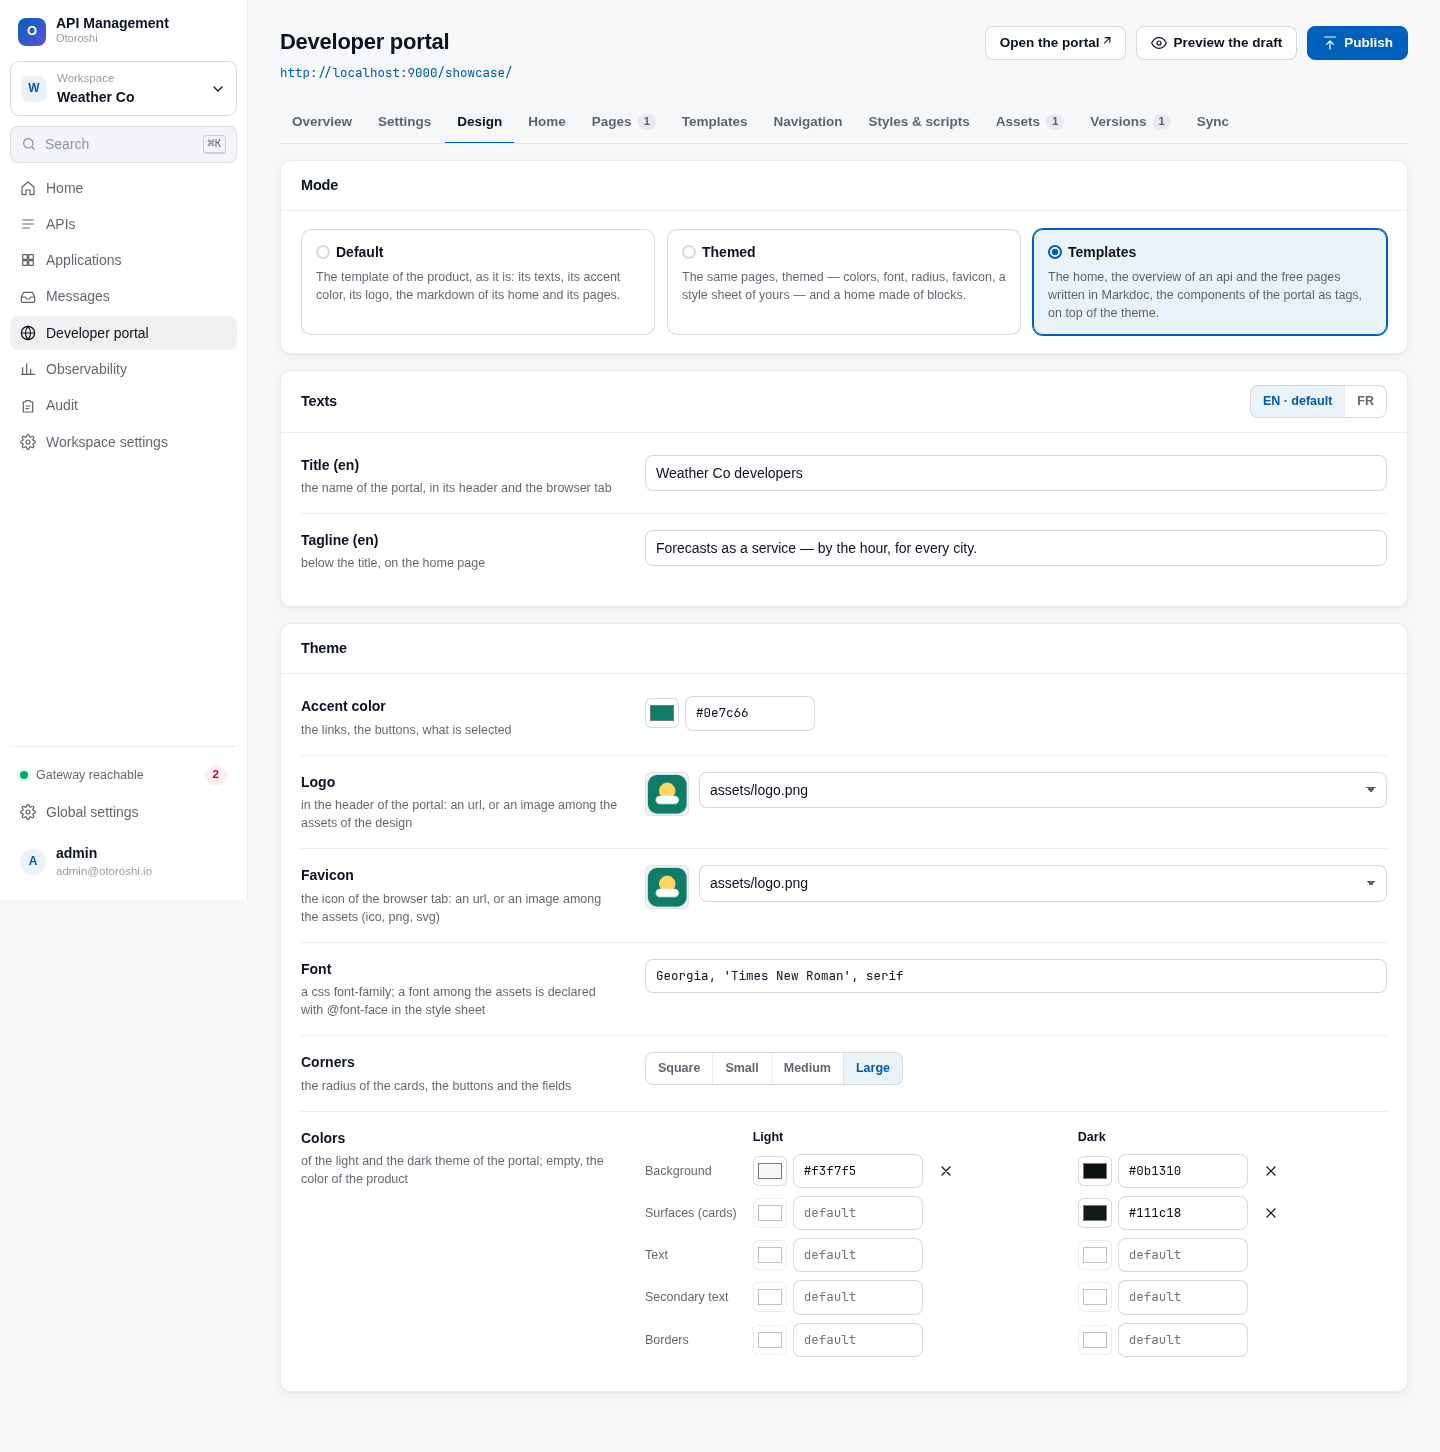 O
API Management
Otoroshi
W
Workspace
Weather Co
Search
⌘K
Home
APIs
Applications
Messages
Developer portal
Observability
Audit
Workspace settings
Gateway reachable
2
Global settings
A
admin
admin@otoroshi.io
Developer portal
http://localhost:9000/showcase/
Open the portal↗
Preview the draft
Publish
Overview Settings Design Home Pages 1 Templates Navigation Styles & scripts Assets 1 Versions 1 Sync
Mode
Default
The template of the product, as it is: its texts, its accent
color, its logo, the markdown of its home and its pages.
Themed
The same pages, themed — colors, font, radius, favicon, a
style sheet of yours — and a home made of blocks.
Templates
The home, the overview of an api and the free pages
written in Markdoc, the components of the portal as tags,
on top of the theme.
Texts
EN · default FR
Title (en)
the name of the portal, in its header and the browser tab
Weather Co developers
Tagline (en)
below the title, on the home page
Forecasts as a service — by the hour, for every city.
Theme
Accent color
the links, the buttons, what is selected
#0e7c66
Logo
in the header of the portal: an url, or an image among the
assets of the design
assets/logo.png
Favicon
the icon of the browser tab: an url, or an image among
the assets (ico, png, svg)
assets/logo.png
Font
a css font-family; a font among the assets is declared
with @font-face in the style sheet
Georgia, 'Times New Roman', serif
Corners
the radius of the cards, the buttons and the fields
Square Small Medium Large
Colors
of the light and the dark theme of the portal; empty, the
color of the product
Light Dark
Background #f3f7f5 #0b1310
Surfaces (cards) default #111c18
Text default default
Secondary text default default
Borders default default